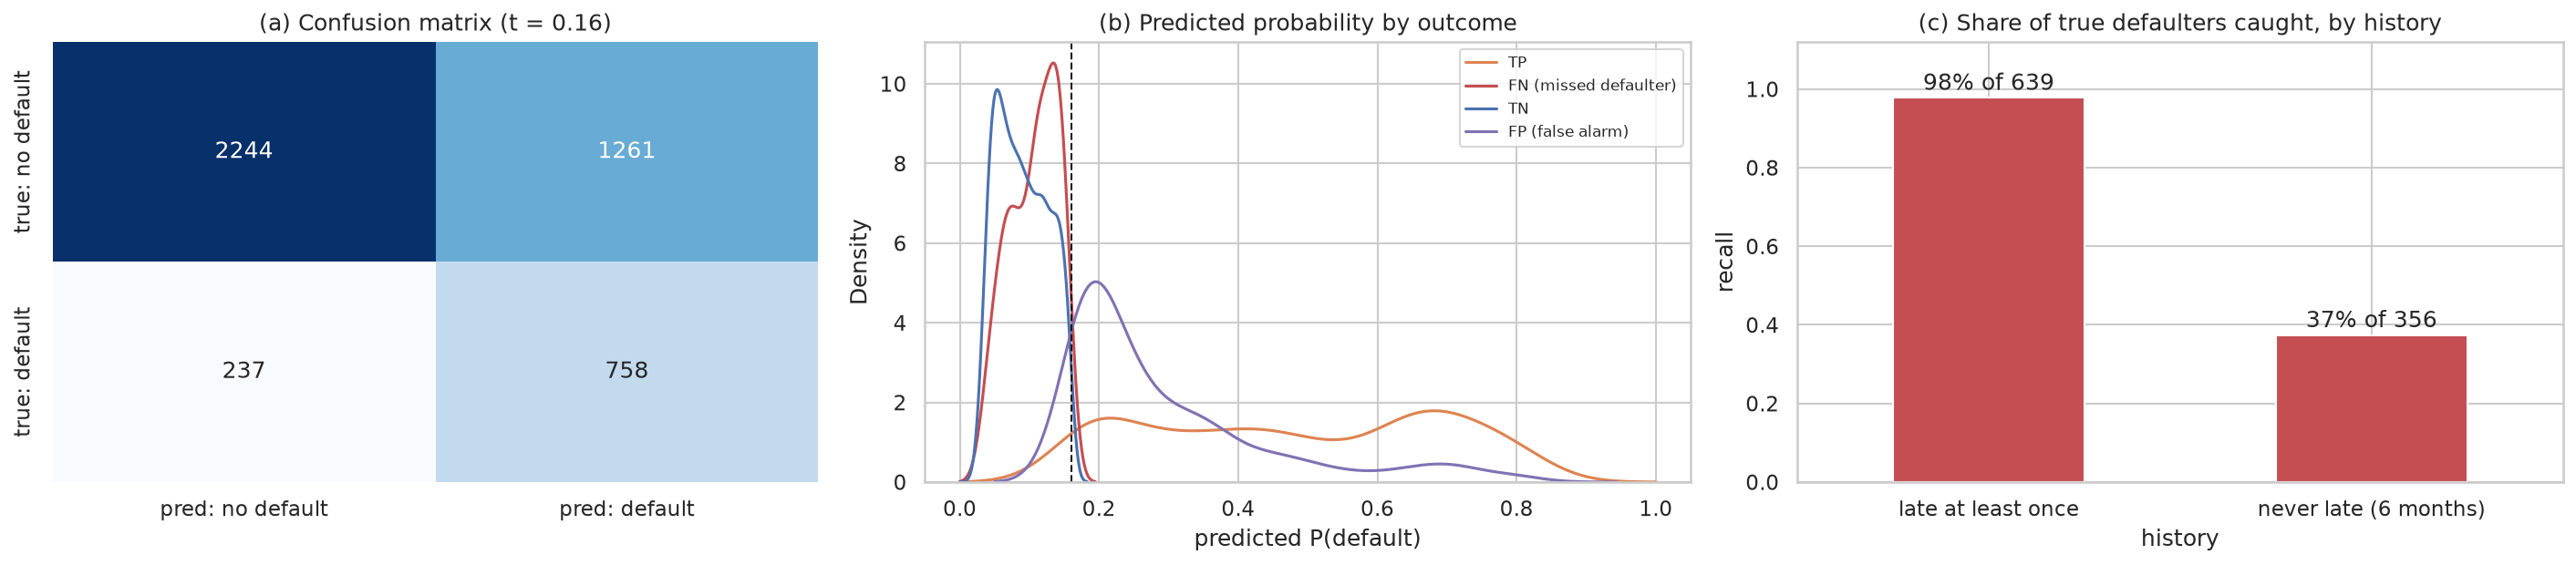 (a) Confusion matrix (t = 0.16)
true: no default
true: default
2244
1261
237
758
pred: no default
pred: default
(b) Predicted probability by outcome
Density
10
8
6
4
2
0
TP
FN (missed defaulter)
TN
FP (false alarm)
0.0
0.2
0.4
0.6
0.8
1.0
predicted P(default)
(c) Share of true defaulters caught, by history
recall
1.0
0.8
0.6
0.4
0.2
0.0
98% of 639
37% of 356
late at least once
never late (6 months)
history